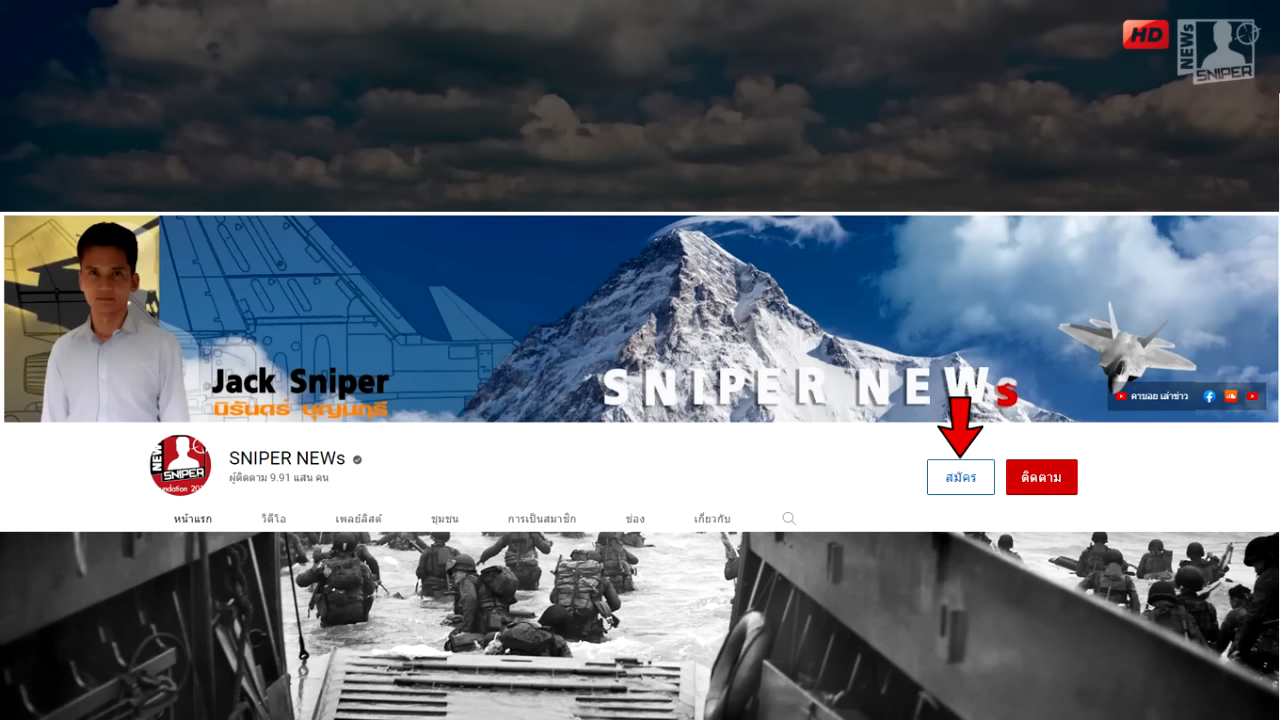 HD
NEWS
SNIPER
Jack Sniper
นิรันดร์ บุญนฤธี
SNIPER NEWs
คาบอย เล่าข่าว
NEW
SNIPER
SNIPER NEWs
ผู้ติดตาม 9.91 แสน คน
สมัคร
ติดตาม
หน้าแรก
วิดีโอ
เพลย์ลิสต์
ชุมชน
การเป็นสมาชิก
ช่อง
เกี่ยวกับ